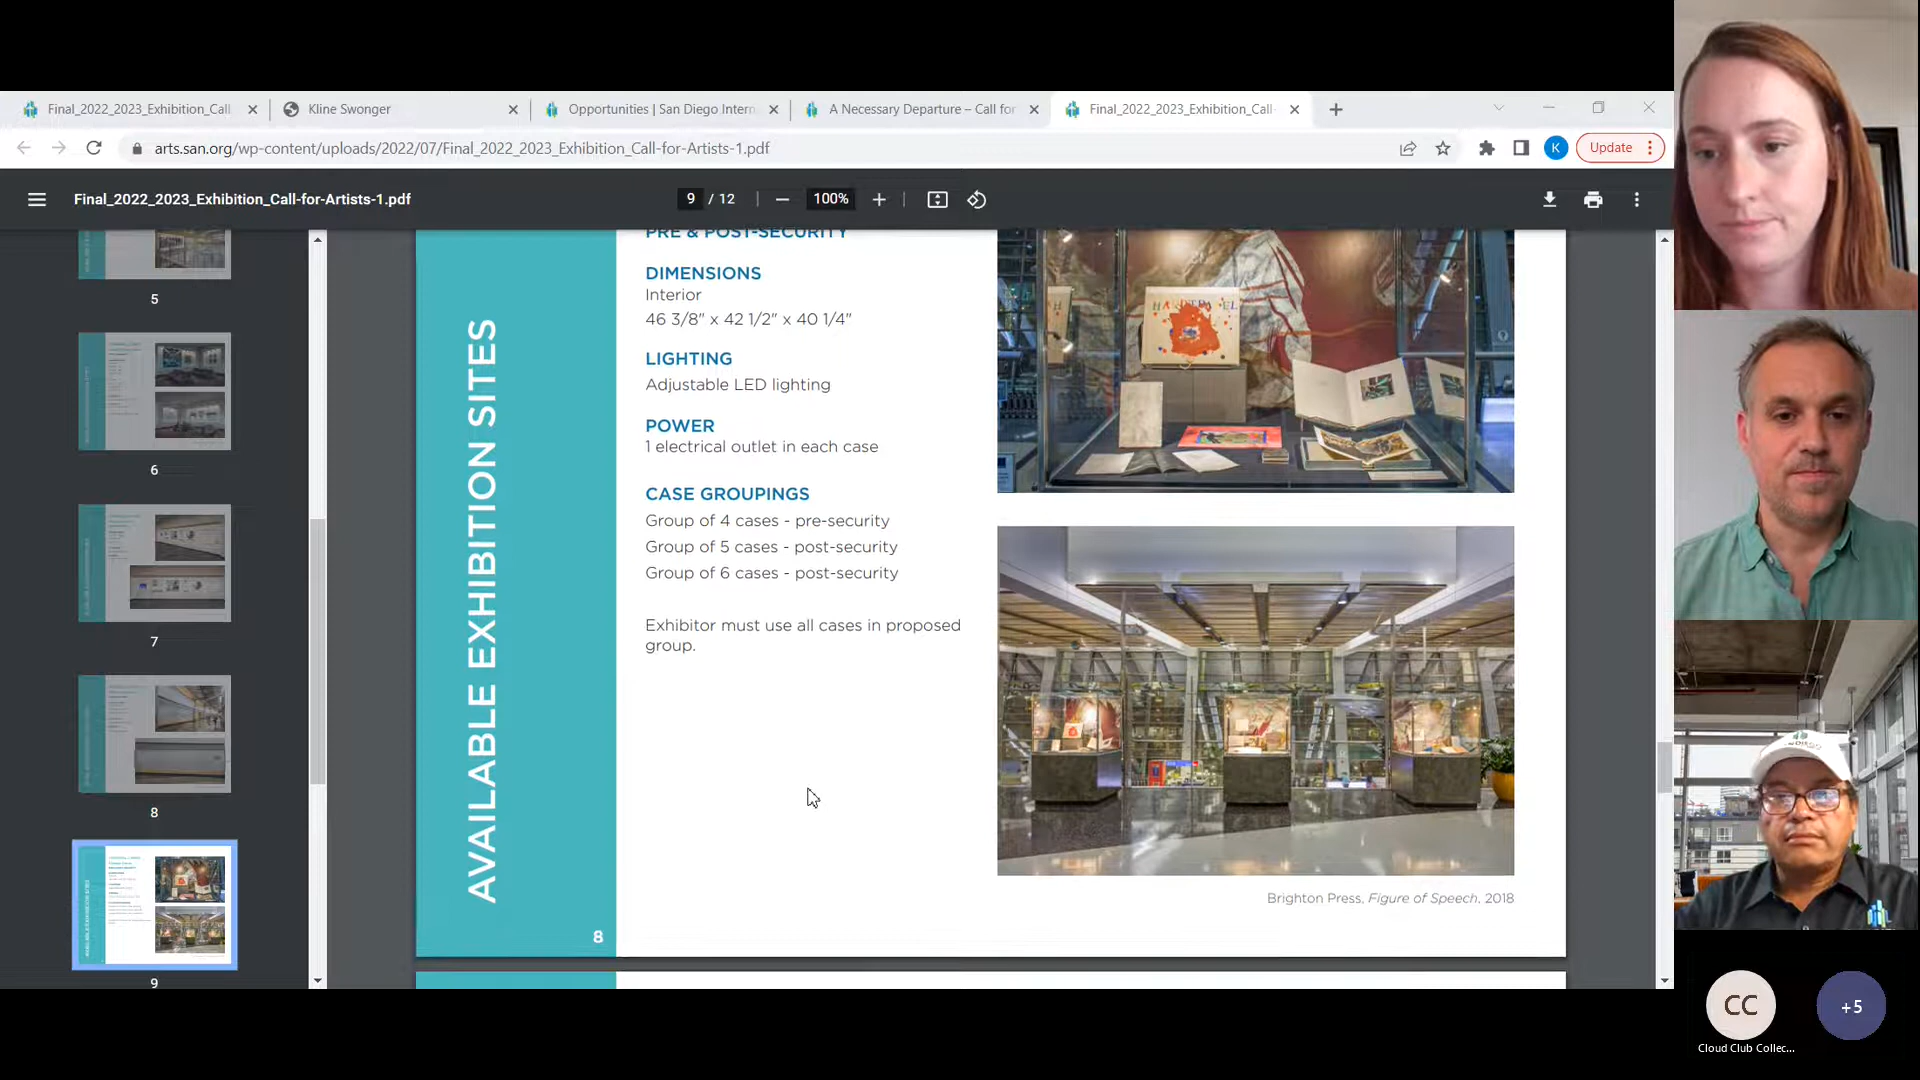 Final_2022_2023_Exhibition_Call
Kline Swonger
Opportunities | San Diego Intern
A Necessary Departure – Call for
Final_2022_2023_Exhibition_Call-
arts.san.org/wp-content/uploads/2022/07/Final_2022_2023_Exhibition_Call-for-Artists-1.pdf
K
Update
Final_2022_2023_Exhibition_Call-for-Artists-1.pdf
9 / 12
100%
5
6
7
8
9
AVAILABLE EXHIBITION SITES
PRE & POST-SECURITY
DIMENSIONS
Interior
46 3/8" x 42 1/2" x 40 1/4"
LIGHTING
Adjustable LED lighting
POWER
1 electrical outlet in each case
CASE GROUPINGS
Group of 4 cases - pre-security
Group of 5 cases - post-security
Group of 6 cases - post-security
Exhibitor must use all cases in proposed
group.
Brighton Press, Figure of Speech, 2018
8
CC
+5
Cloud Club Collec...